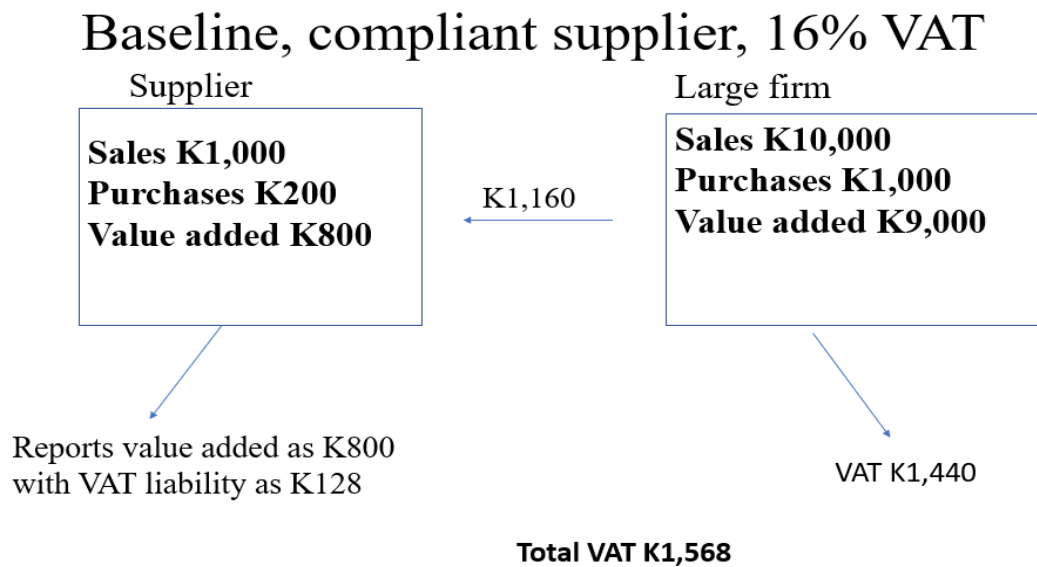 Baseline, compliant supplier, 16% VAT
Supplier
Sales K1,000
Purchases K200
Value added K800
K1,160
Large firm
Sales K10,000
Purchases K1,000
Value added K9,000
Reports value added as K800
with VAT liability as K128
VAT K1,440
Total VAT K1,568